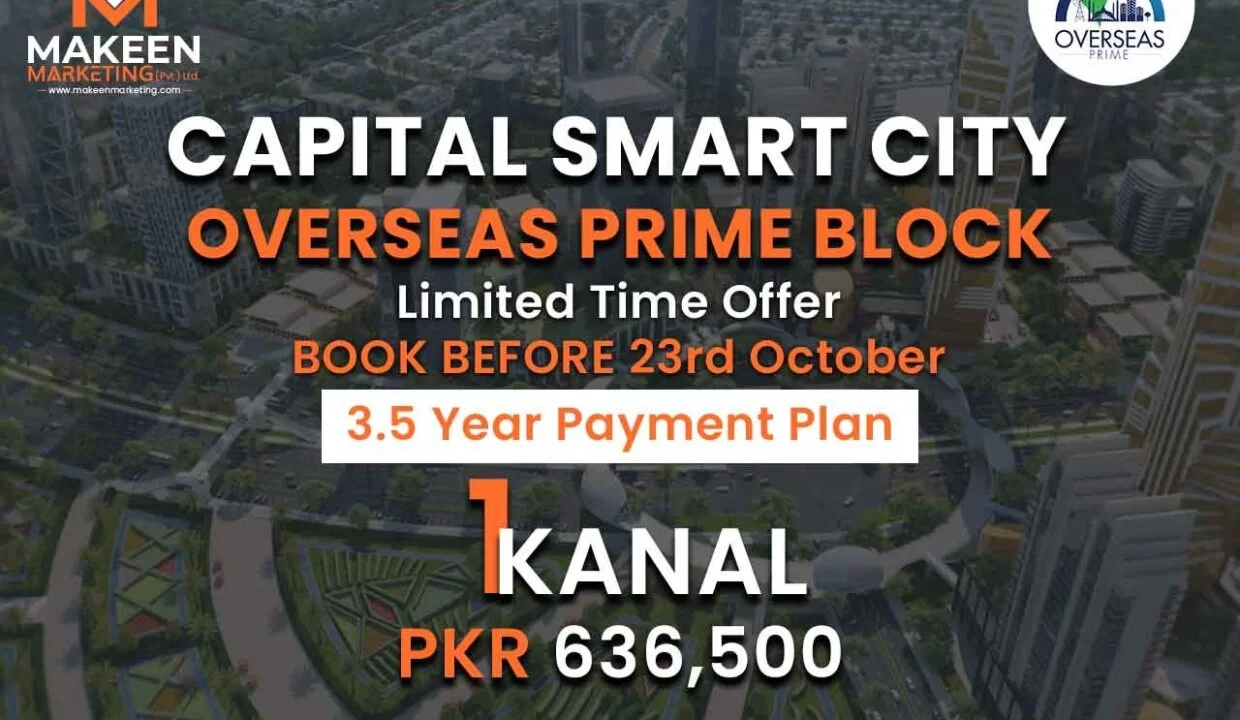 MAKEEN
MARKETING (Pvt.) Ltd.
www.makeenmarketing.com
OVERSEAS
PRIME
CAPITAL SMART CITY
OVERSEAS PRIME BLOCK
Limited Time Offer
BOOK BEFORE 23rd October
3.5 Year Payment Plan
1 KANAL
PKR 636,500